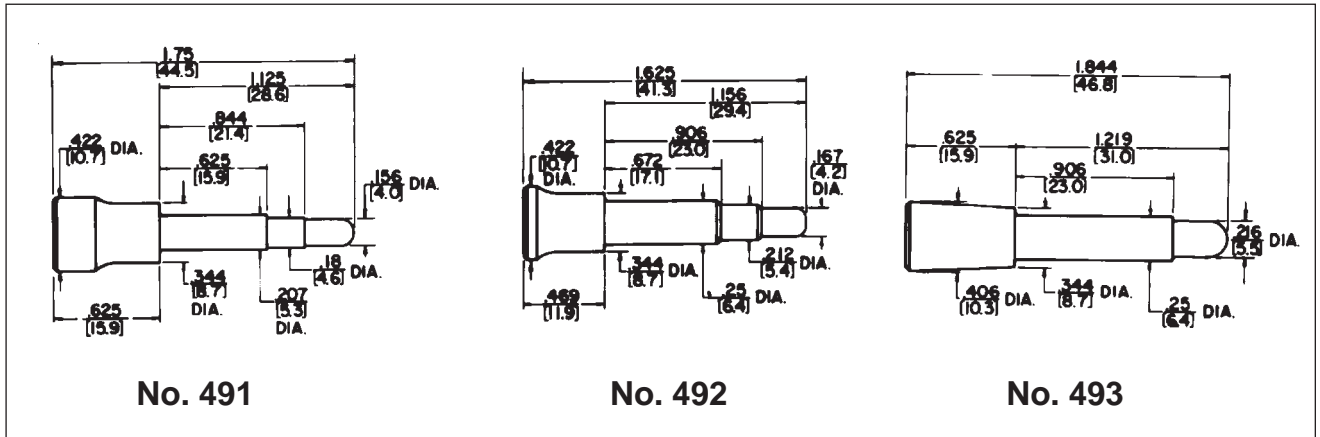 1.75
[44.5]
1.125
[28.6]
.844
[21.4]
.422
[10.7] DIA.
.625
[15.9]
.156
[4.0] DIA.
.344
[8.7]
DIA.
.207
[5.3]
DIA.
.18
[4.6] DIA.
.625
[15.9]
No. 491
1.625
[41.3]
1.156
[29.4]
.906
[23.0]
.422
[10.7]
DIA.
.672
[17.1]
.167
[4.2]
DIA.
.212
[5.4] DIA.
.344
[8.7] DIA.
.25
[6.4] DIA.
.469
[11.9]
No. 492
1.844
[46.8]
.625
[15.9]
1.219
[31.0]
.906
[23.0]
.216
[5.5] DIA.
.406
[10.3] DIA.
.344
[8.7] DIA.
.25
[6.4] DIA.
No. 493